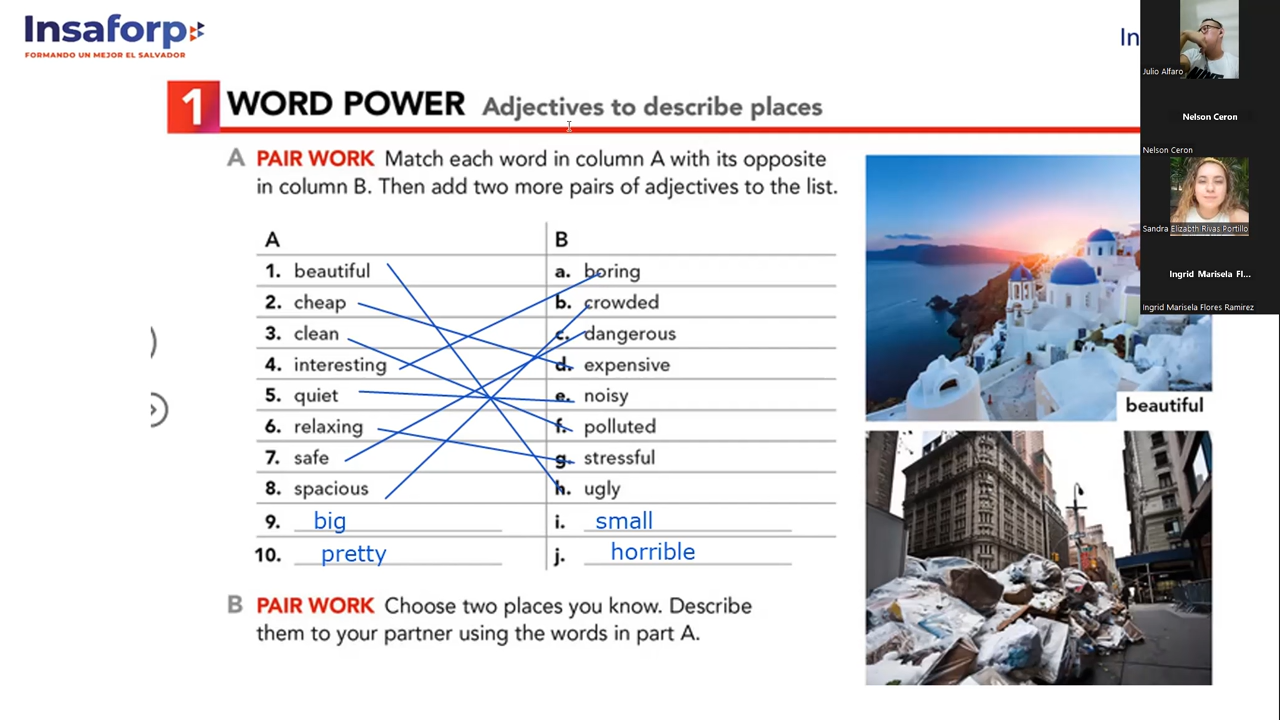 Insaforp
FORMANDO UN MEJOR EL SALVADOR
In
1 WORD POWER Adjectives to describe places
A PAIR WORK Match each word in column A with its opposite
in column B. Then add two more pairs of adjectives to the list.
A B
1. beautiful a. boring
2. cheap b. crowded
3. clean c. dangerous
4. interesting d. expensive
5. quiet e. noisy
6. relaxing f. polluted
7. safe g. stressful
8. spacious h. ugly
9. big i. small
10. pretty j. horrible
B PAIR WORK Choose two places you know. Describe
them to your partner using the words in part A.
beautiful
Julio Alfaro
Nelson Ceron
Nelson Ceron
Sandra Elizabth Rivas Portillo
Ingrid Marisela Fl...
Ingrid Marisela Flores Ramirez